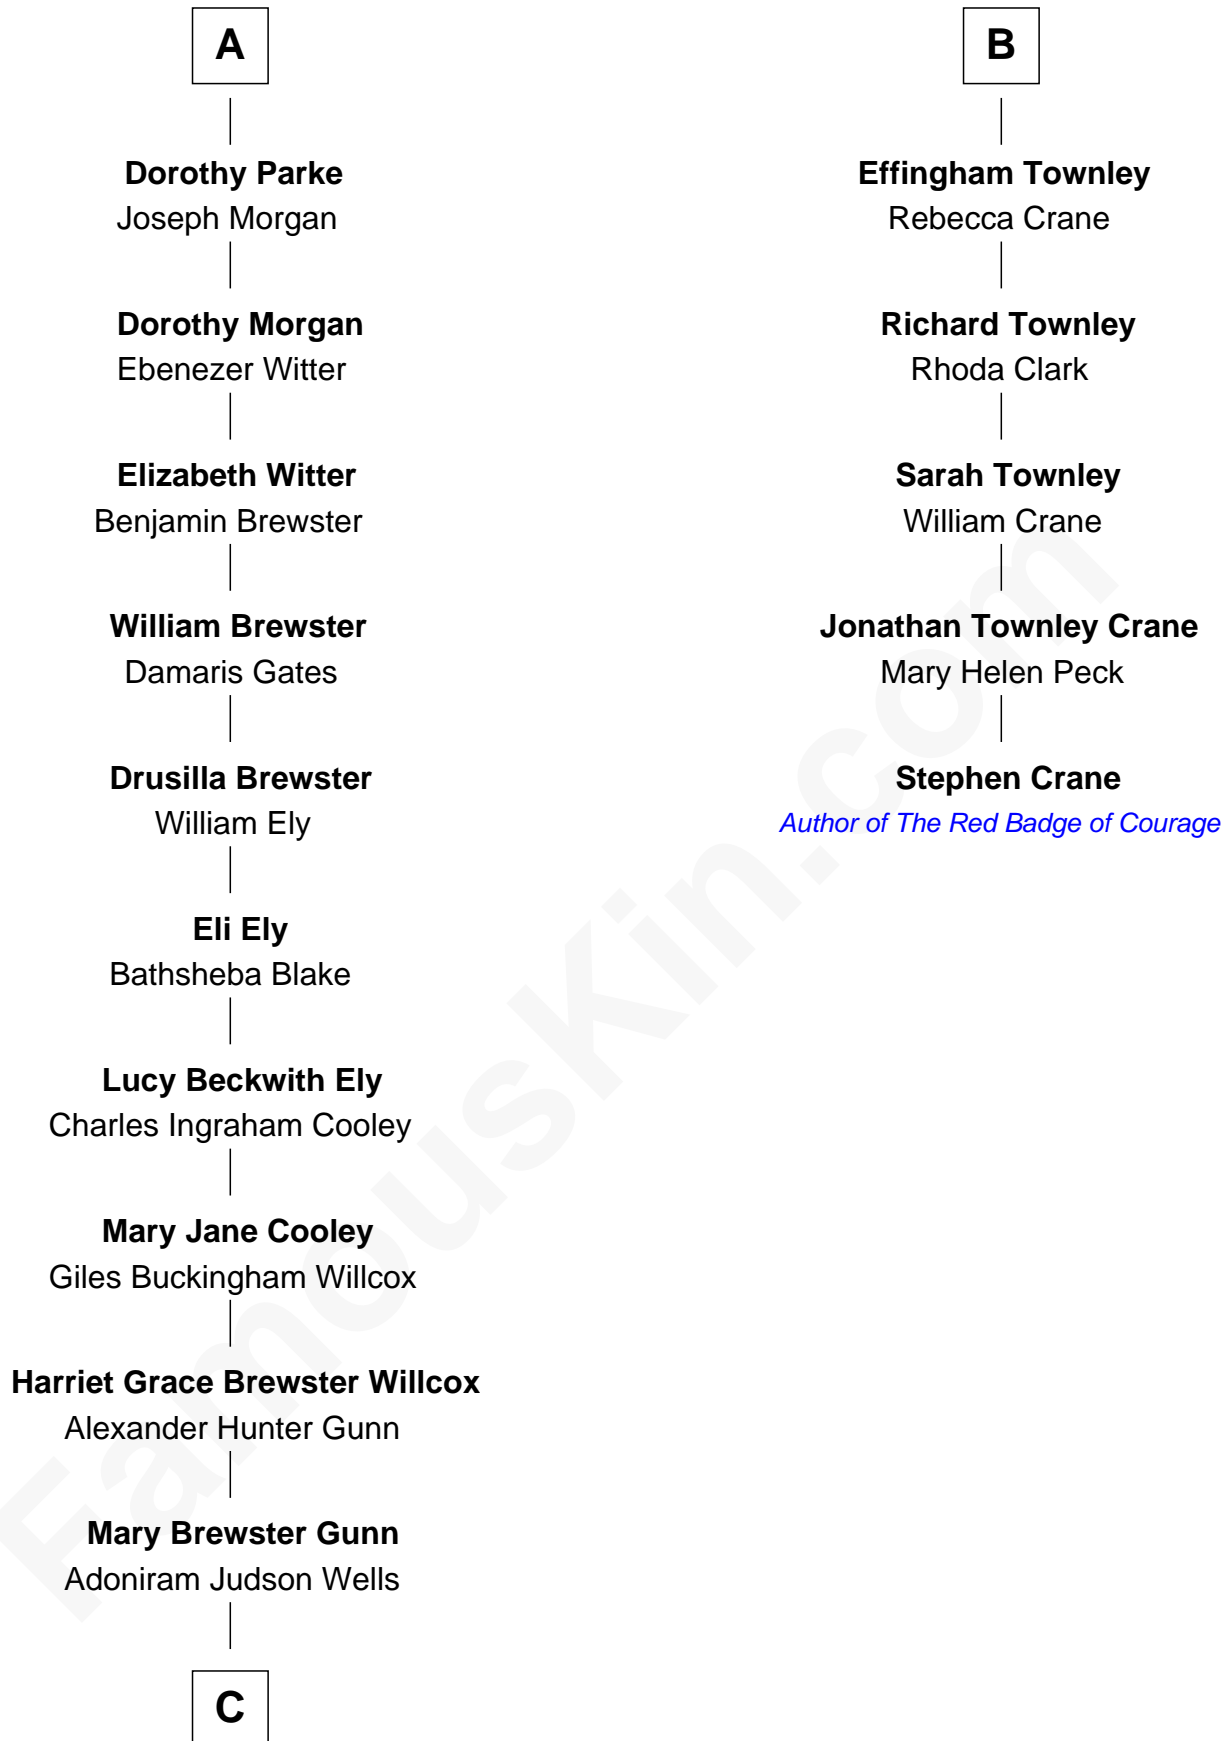 A
Dorothy Parke
Joseph Morgan
Dorothy Morgan
Ebenezer Witter
Elizabeth Witter
Benjamin Brewster
William Brewster
Damaris Gates
Drusilla Brewster
William Ely
Eli Ely
Bathsheba Blake
Lucy Beckwith Ely
Charles Ingraham Cooley
Mary Jane Cooley
Giles Buckingham Willcox
Harriet Grace Brewster Willcox
Alexander Hunter Gunn
Mary Brewster Gunn
Adoniram Judson Wells
C
B
Effingham Townley
Rebecca Crane
Richard Townley
Rhoda Clark
Sarah Townley
William Crane
Jonathan Townley Crane
Mary Helen Peck
Stephen Crane
Author of The Red Badge of Courage
FamousKin.com